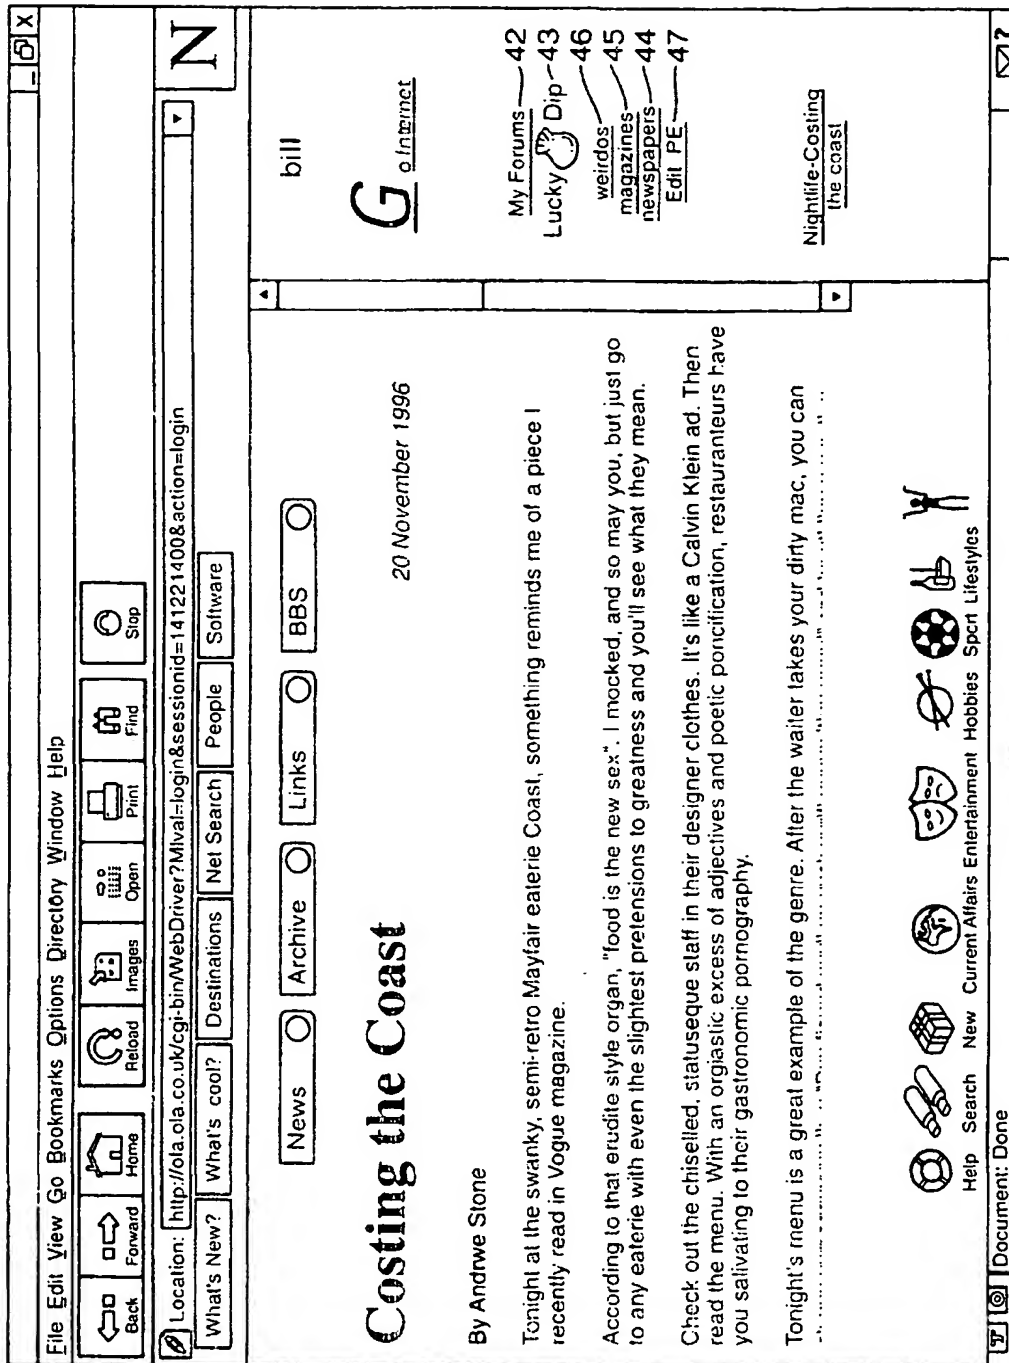 File Edit View Go Bookmarks Options Directory Window Help
Back Forward Home Reload Images Open Print Find Stop
Location: http://ola.ola.co.uk/cgi-bin/WebDriver?MIval=login&sessionid=141221400&action=login
N
What's New? What's cool? Destinations Net Search People Software
News Archive Links BBS
Costing the Coast
20 November 1996
By Andrwe Stone
Tonight at the swanky, semi-retro Mayfair eaterie Coast, something reminds me of a piece I
recently read in Vogue magazine.
According to that erudite style organ, "food is the new sex". I mocked, and so may you, but just go
to any eaterie with even the slightest pretensions to greatness and you'll see what they mean.
Check out the chiselled, statuseque staff in their designer clothes. It's like a Calvin Klein ad. Then
read the menu. With an orgiastic excess of adjectives and poetic poncification, restauranteurs have
you salivating to their gastronomic pornography.
Tonight's menu is a great example of the genre. After the waiter takes your dirty mac, you can
bill
Go Internet
My Forums 42
Lucky Dip 43
weirdos 46
magazines 45
newspapers 44
Edit PE 47
Nightlife-Costing
the coast
Help Search New Current Affairs Entertainment Hobbies Sport Lifestyles
Document: Done
?